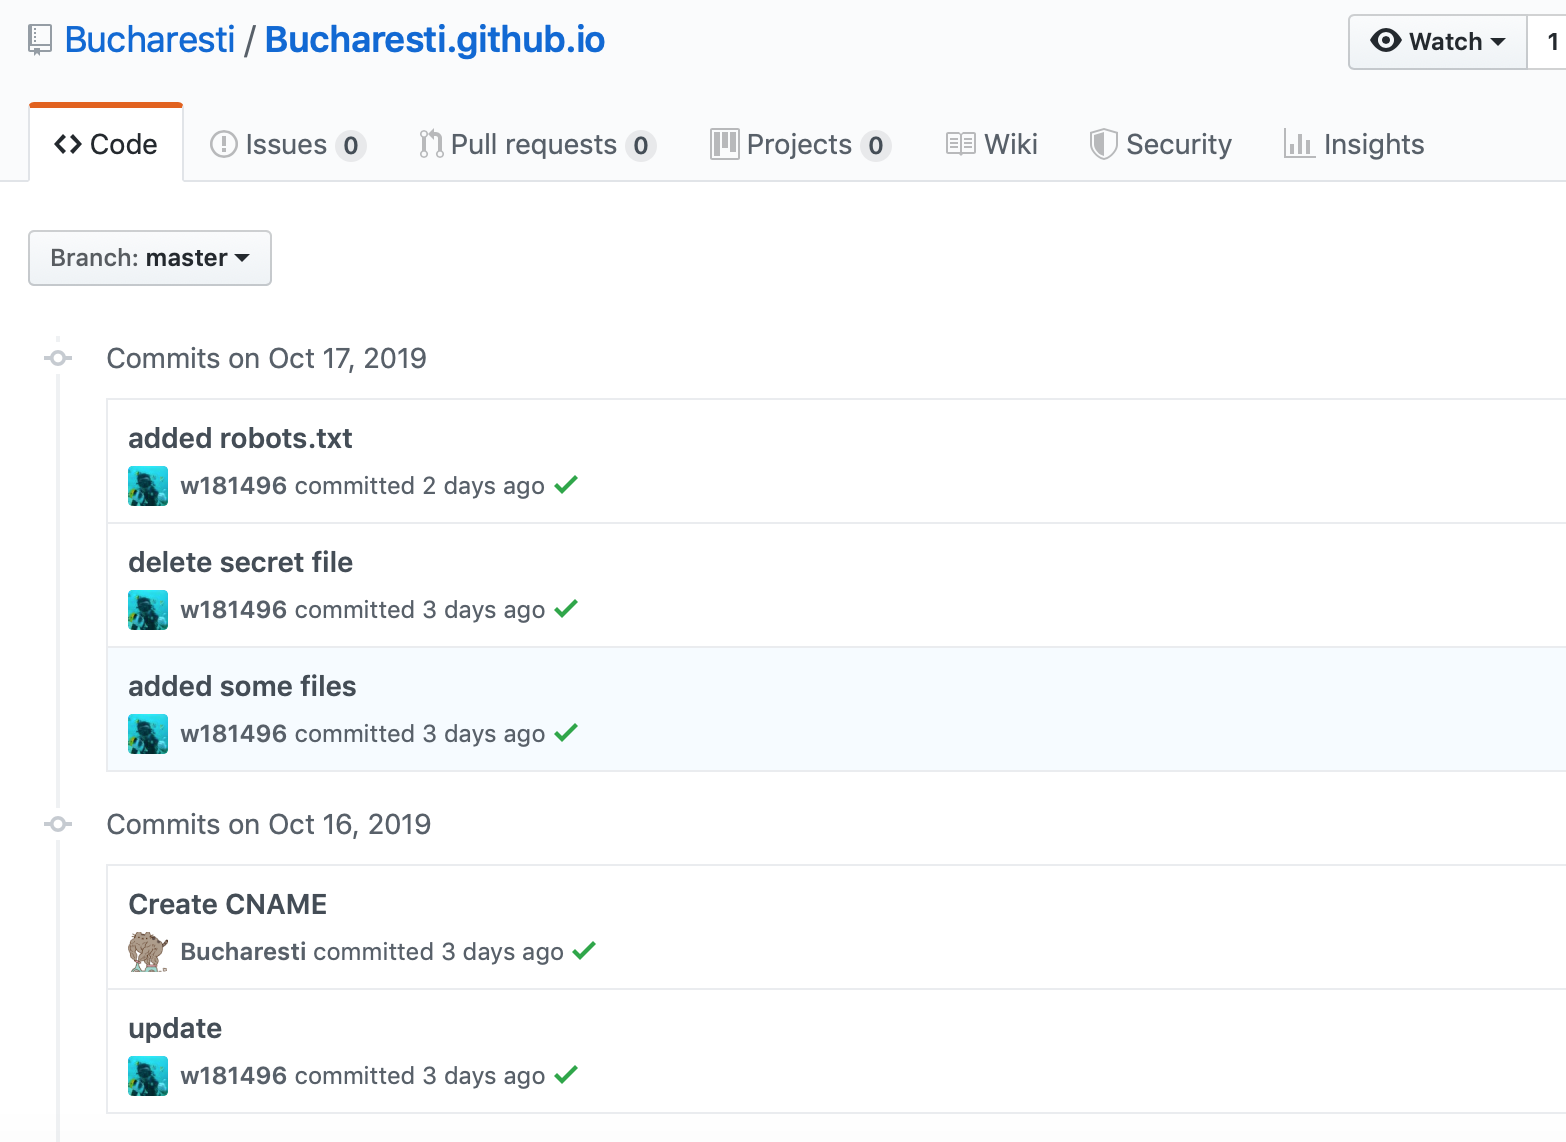 Bucharesti / Bucharesti.github.io
Watch 1
Code Issues 0 Pull requests 0 Projects 0 Wiki Security Insights
Branch: master
Commits on Oct 17, 2019
added robots.txt
w181496 committed 2 days ago
delete secret file
w181496 committed 3 days ago
added some files
w181496 committed 3 days ago
Commits on Oct 16, 2019
Create CNAME
Bucharesti committed 3 days ago
update
w181496 committed 3 days ago